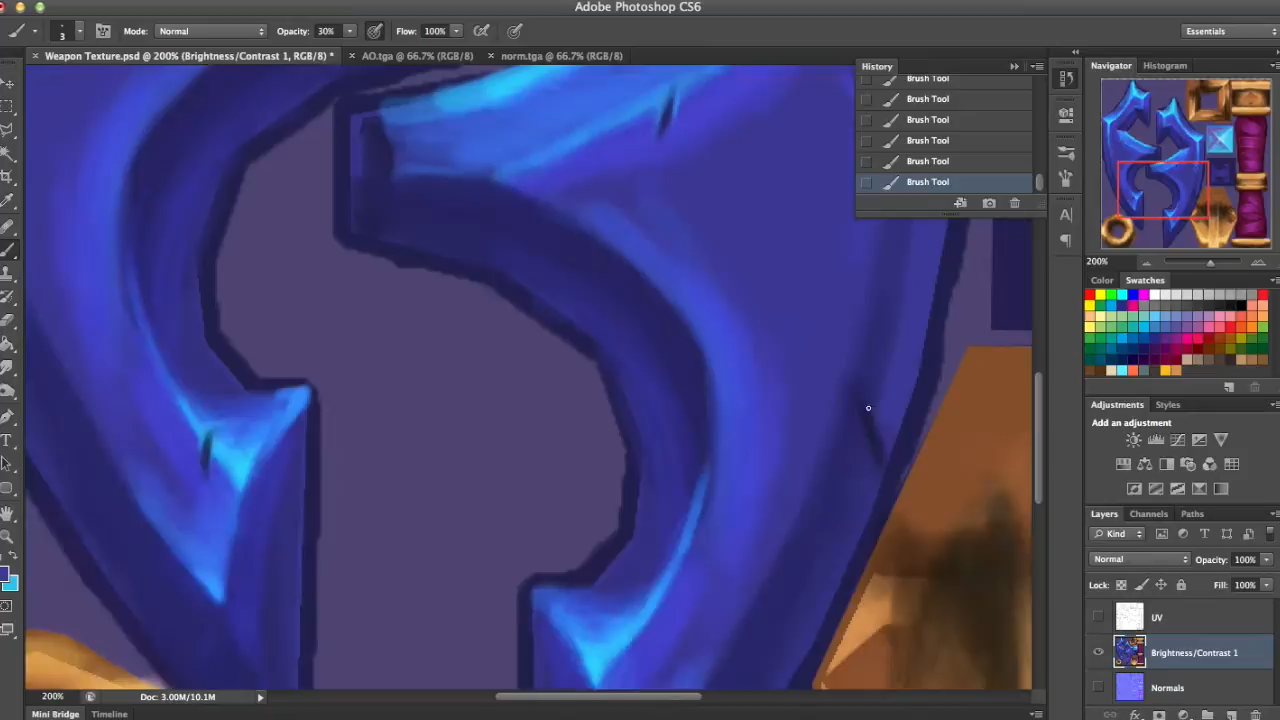 Adobe Photoshop CS6
3 Mode: Normal Opacity: 30% Flow: 100% Essentials
Weapon Texture.psd @ 200% (Brightness/Contrast 1, RGB/8) * AO.tga @ 66.7% (RGB/8) norm.tga @ 66.7% (RGB/8)
History
Brush Tool
Brush Tool
Brush Tool
Brush Tool
Brush Tool
Brush Tool
Navigator Histogram
200%
Color Swatches
Adjustments Styles
Add an adjustment
Layers Channels Paths
Kind
Normal Opacity: 100%
Lock: Fill: 100%
UV
Brightness/Contrast 1
Normals
200% Doc: 3.00M/10.1M
Mini Bridge Timeline